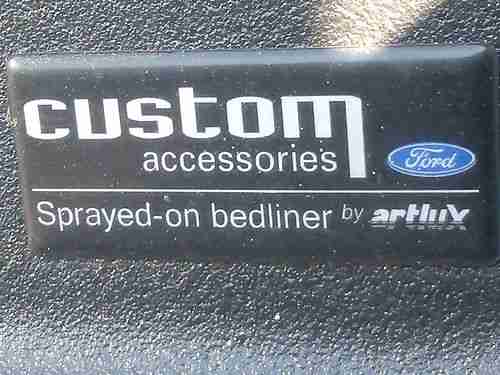 custom
accessories
Ford
Sprayed-on bedliner by artlux